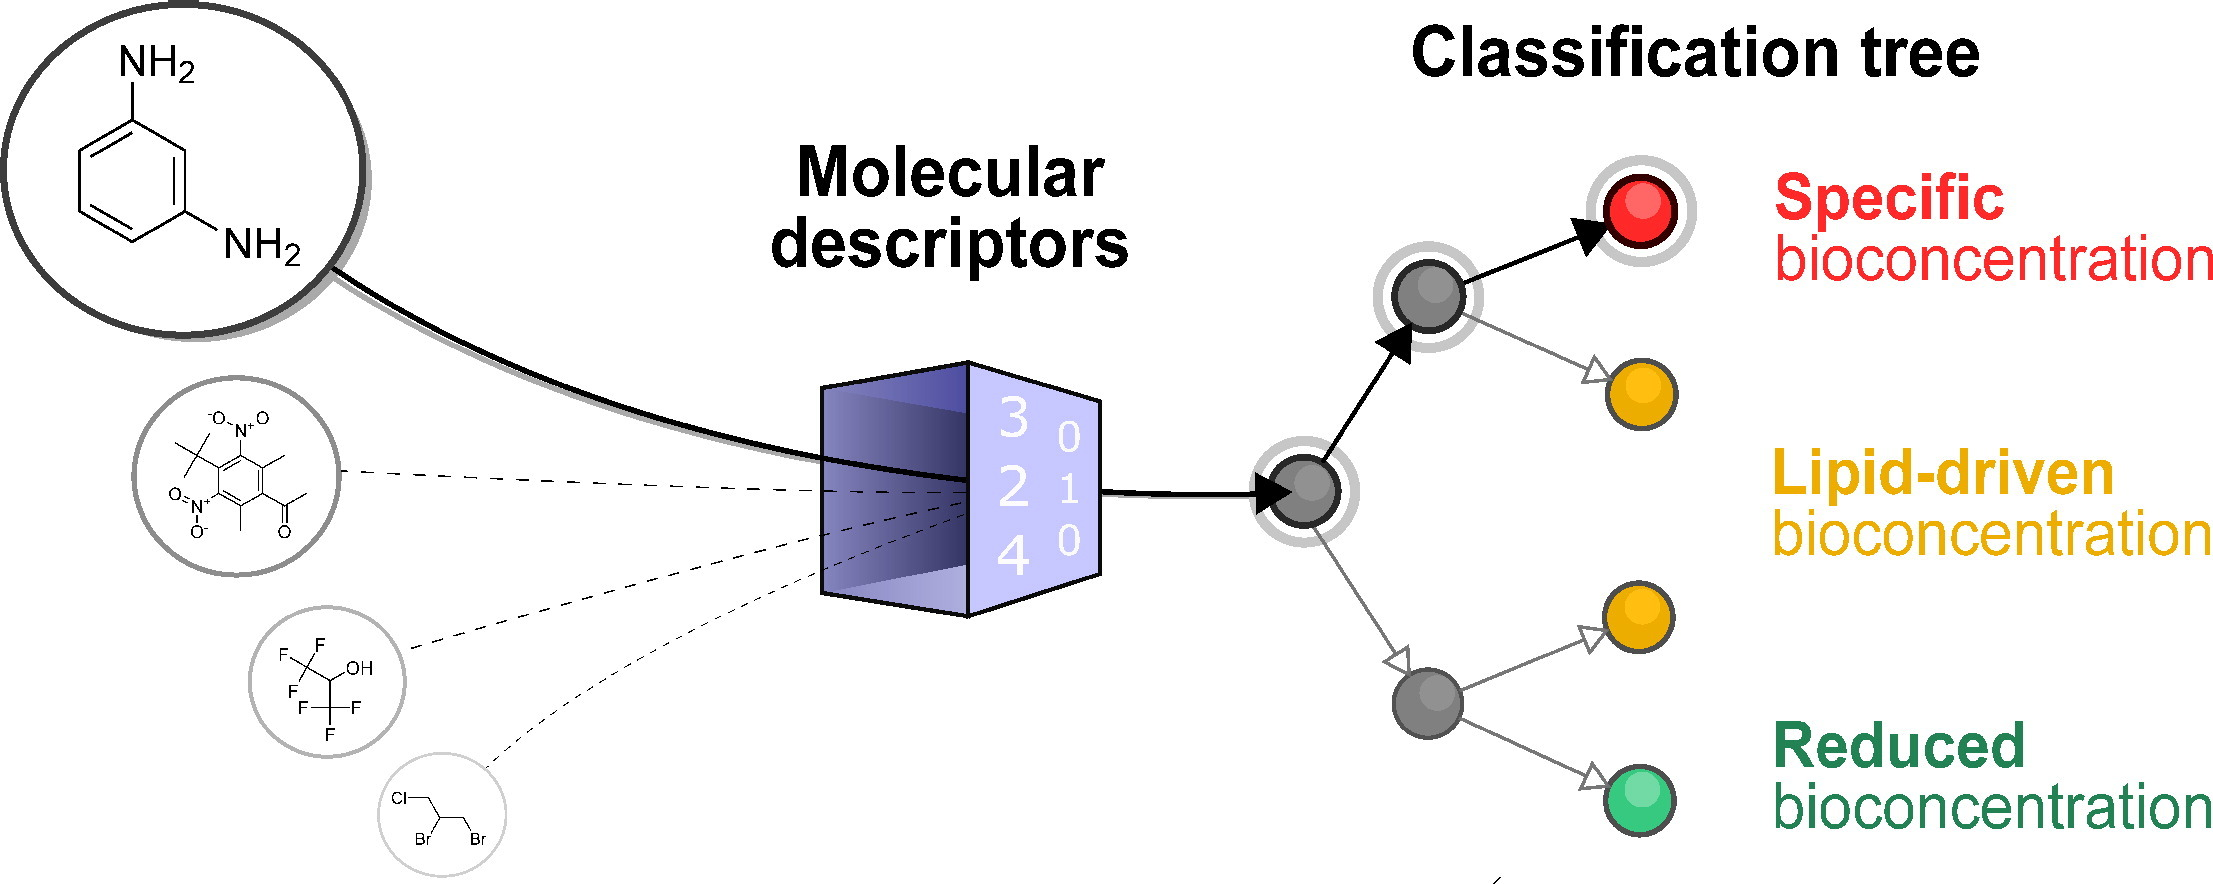 Classification tree
NH2
NH2
Molecular
descriptors
Specific
bioconcentration
Lipid-driven
bioconcentration
Reduced
bioconcentration
3
2
4
0
1
0
-O
N+
O
O
N+
O-
O
F
F
F
OH
F
F
F
Cl
Br
Br